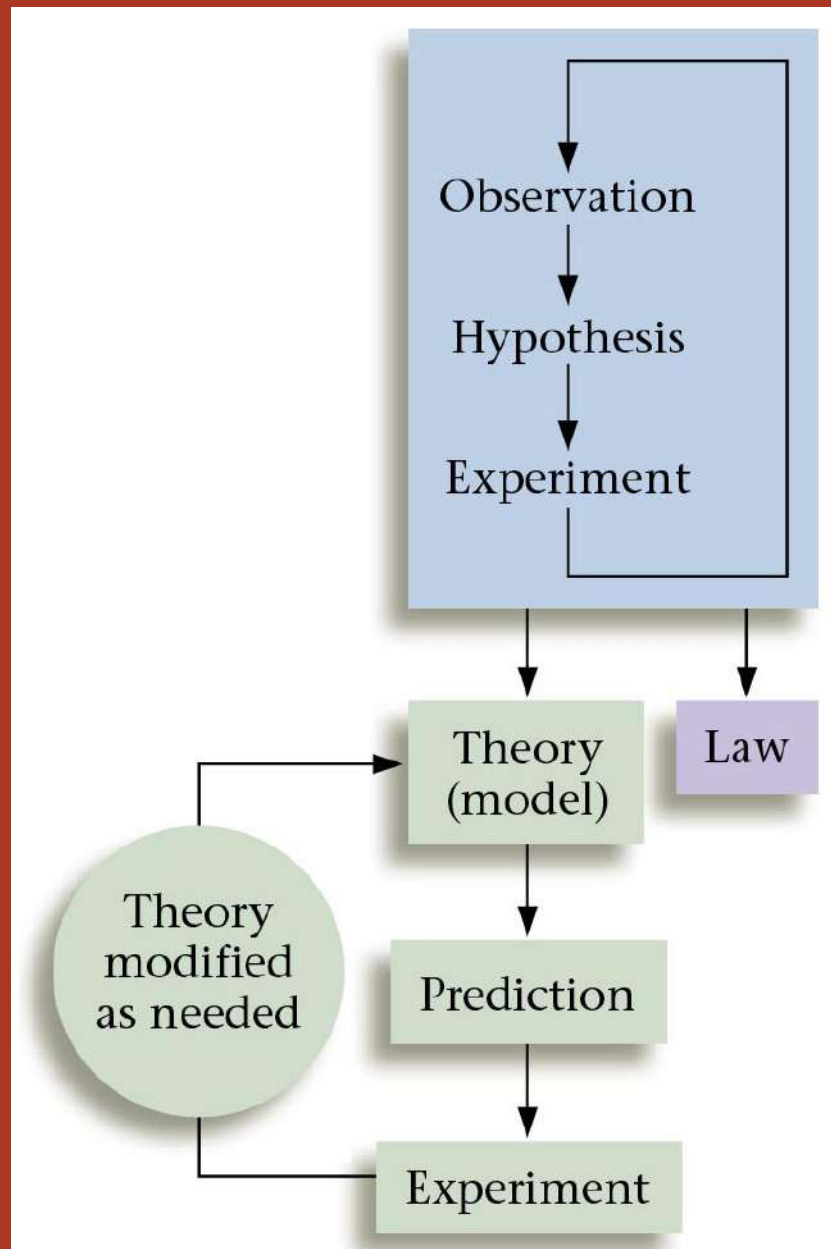 Observation
Hypothesis
Experiment
Theory
(model)
Law
Theory
modified
as needed
Prediction
Experiment